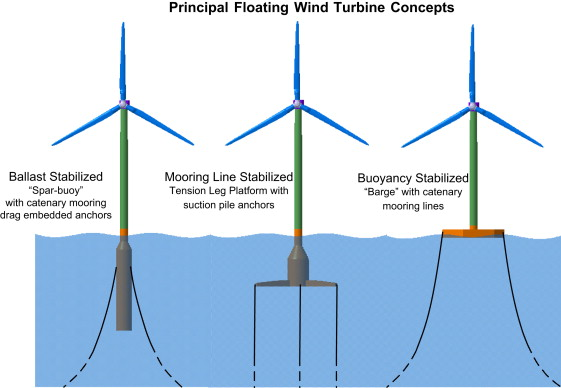 Principal Floating Wind Turbine Concepts
Ballast Stabilized
“Spar-buoy”
with catenary mooring
drag embedded anchors
Mooring Line Stabilized
Tension Leg Platform with
suction pile anchors
Buoyancy Stabilized
“Barge” with catenary
mooring lines